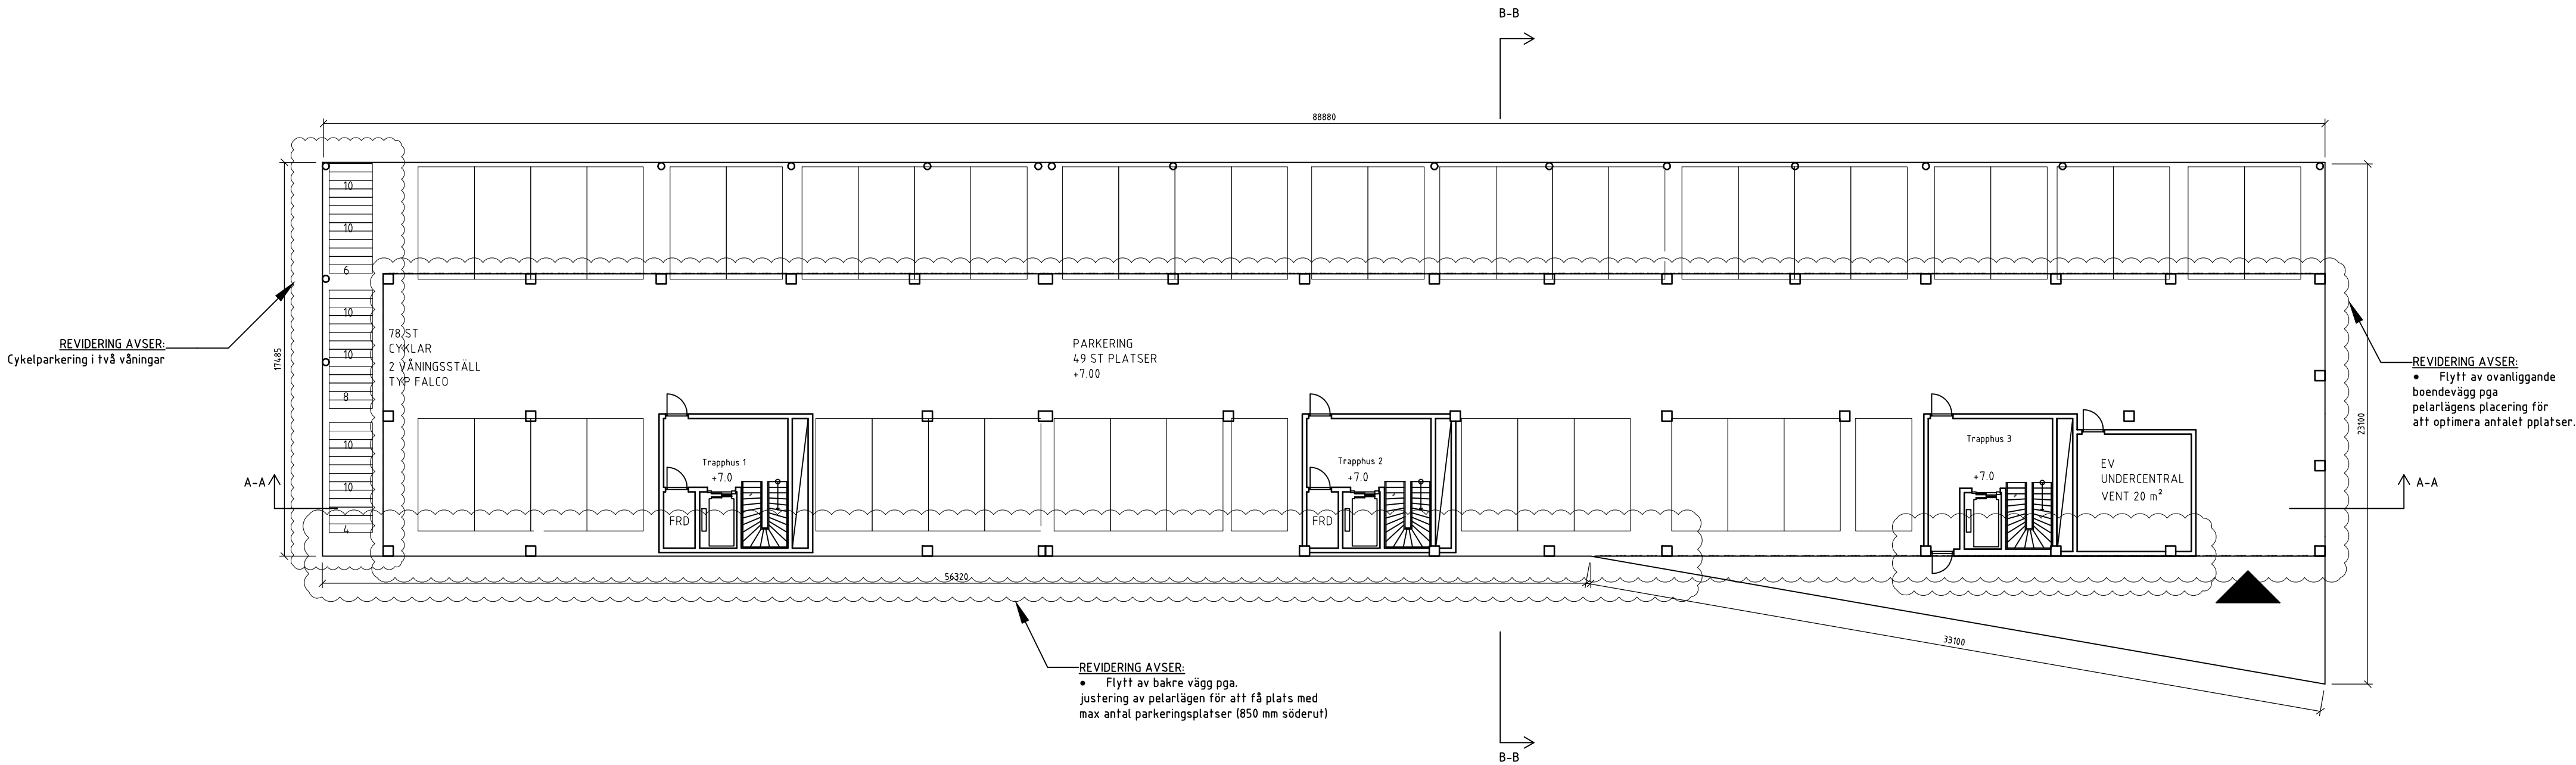 B-B
88880
10
10
6
10
10
8
10
10
4
17485
REVIDERING AVSER:
Cykelparkering i två våningar
78 ST
CYKLAR
2 VÅNINGSSTÄLL
TYP FALCO
PARKERING
49 ST PLATSER
+7.00
REVIDERING AVSER:
• Flytt av ovanliggande
boendevägg pga
pelarlägens placering för
att optimera antalet pplatser.
23100
A-A
Trapphus 1
+7.0
FRD
Trapphus 2
+7.0
FRD
Trapphus 3
+7.0
EV
UNDERCENTRAL
VENT 20 m²
A-A
56320
33100
REVIDERING AVSER:
• Flytt av bakre vägg pga.
justering av pelarlägen för att få plats med
max antal parkeringsplatser (850 mm söderut)
B-B